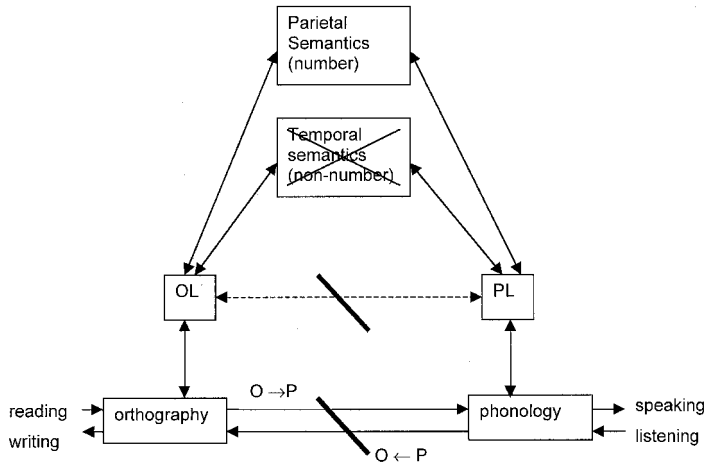 Parietal
Semantics
(number)
Temporal
semantics
(non-number)
OL
PL
O → P
reading
orthography
phonology
speaking
writing
listening
O ← P